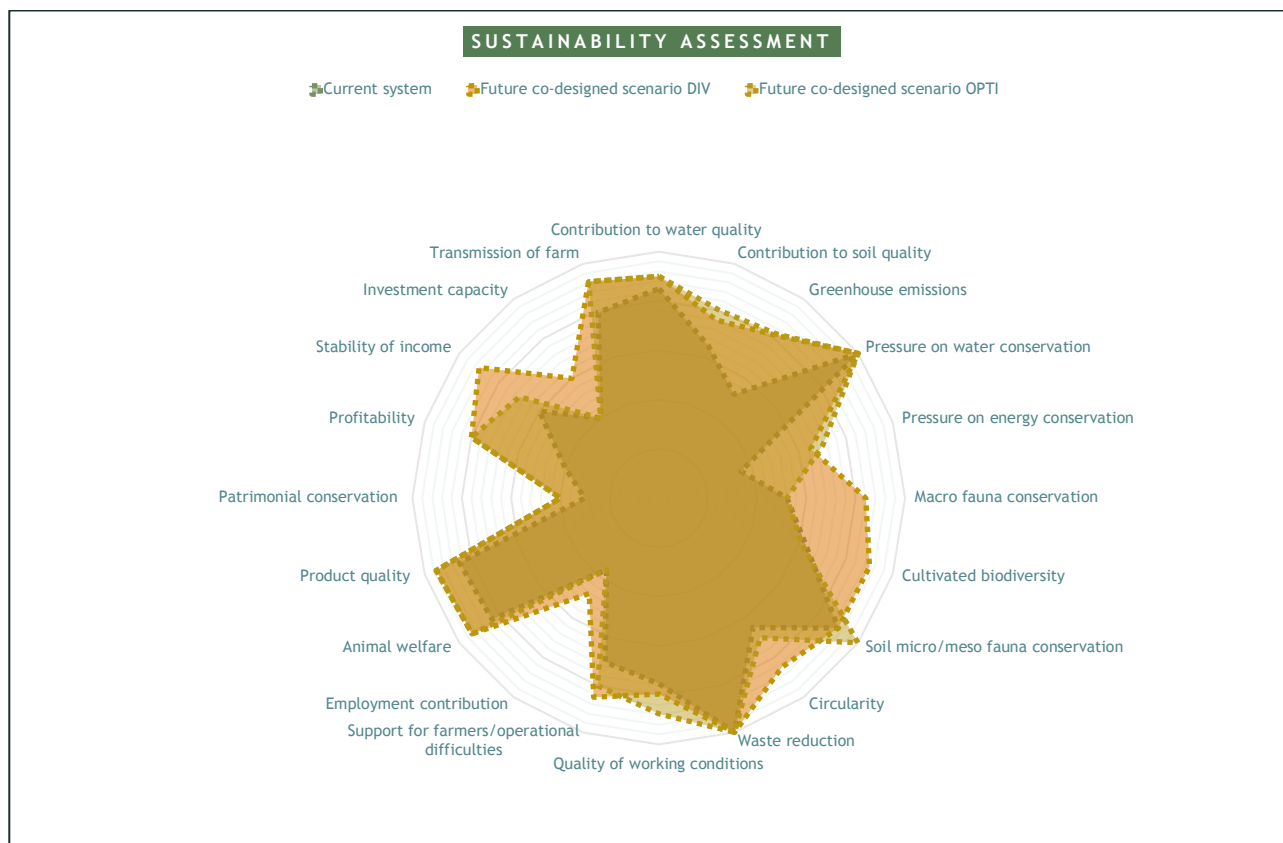 SUSTAINABILITY ASSESSMENT
Current system
Future co-designed scenario DIV
Future co-designed scenario OPTI
Contribution to water quality
Contribution to soil quality
Greenhouse emissions
Pressure on water conservation
Pressure on energy conservation
Macro fauna conservation
Cultivated biodiversity
Soil micro/meso fauna conservation
Circularity
Waste reduction
Quality of working conditions
Support for farmers/operational
difficulties
Employment contribution
Animal welfare
Product quality
Patrimonial conservation
Profitability
Stability of income
Investment capacity
Transmission of farm